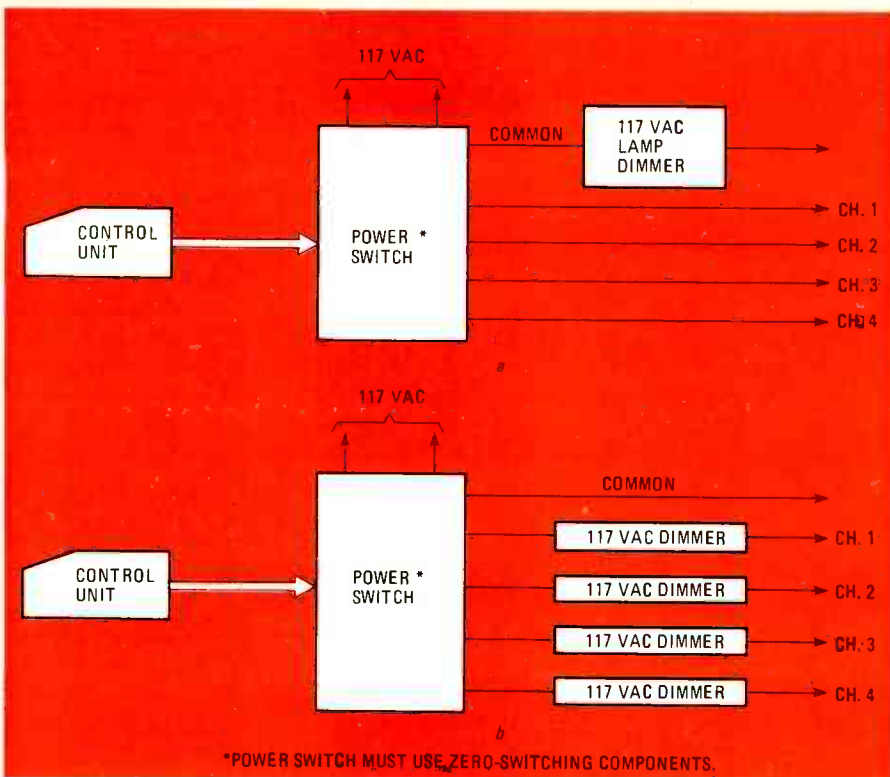 117 VAC
COMMON
117 VAC
LAMP
DIMMER
CONTROL
UNIT
POWER *
SWITCH
CH. 1
CH. 2
CH. 3
CH. 4
a
117 VAC
COMMON
CONTROL
UNIT
POWER *
SWITCH
117 VAC DIMMER
CH. 1
117 VAC DIMMER
CH. 2
117 VAC DIMMER
CH. 3
117 VAC DIMMER
CH. 4
b
*POWER SWITCH MUST USE ZERO-SWITCHING COMPONENTS.